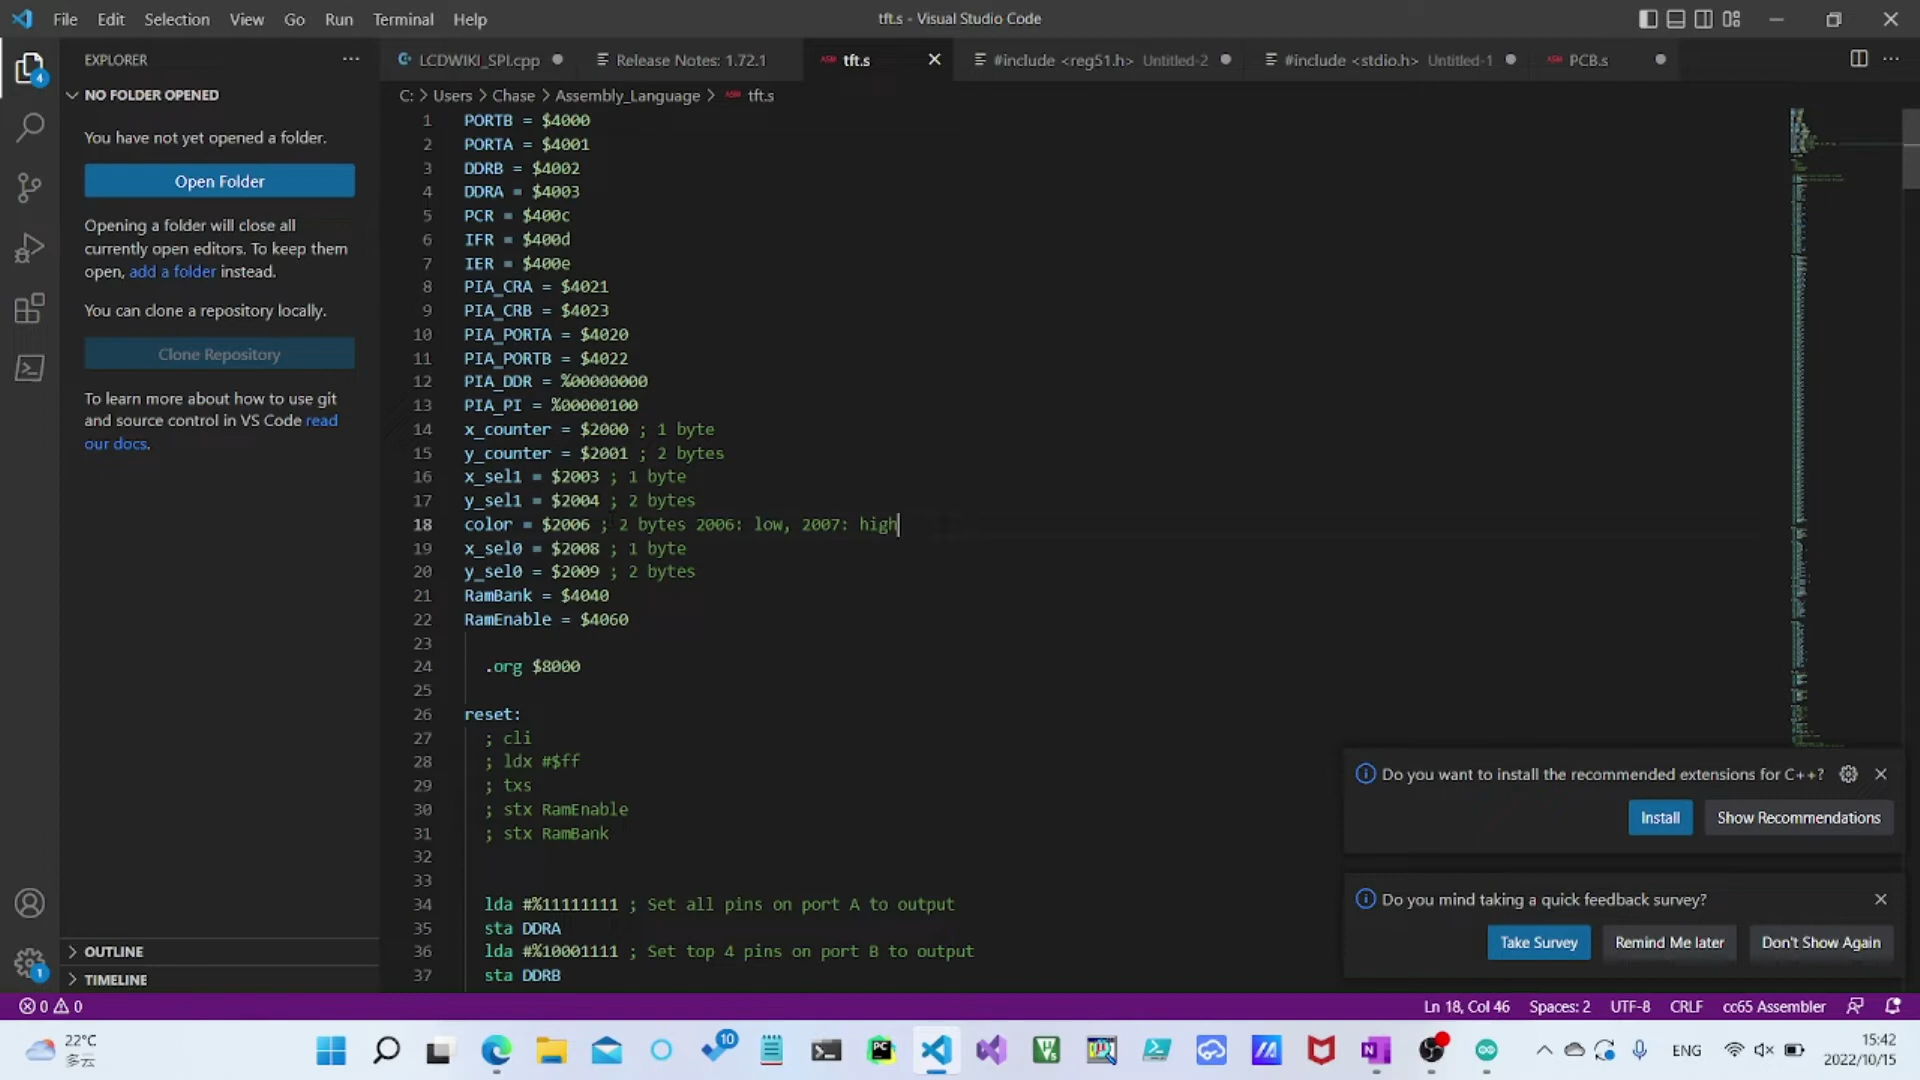 File Edit Selection View Go Run Terminal Help
tft.s - Visual Studio Code
EXPLORER
NO FOLDER OPENED
You have not yet opened a folder.
Open Folder
Opening a folder will close all
currently open editors. To keep them
open, add a folder instead.
You can clone a repository locally.
Clone Repository
To learn more about how to use git
and source control in VS Code read
our docs.
OUTLINE
TIMELINE
4
1
LCDWIKI_SPI.cpp
Release Notes: 1.72.1
ASM tft.s
#include <reg51.h> Untitled-2
#include <stdio.h> Untitled-1
ASM PCB.s
C: > Users > Chase > Assembly_Language > ASM tft.s
1 PORTB = $4000
2 PORTA = $4001
3 DDRB = $4002
4 DDRA = $4003
5 PCR = $400c
6 IFR = $400d
7 IER = $400e
8 PIA_CRA = $4021
9 PIA_CRB = $4023
10 PIA_PORTA = $4020
11 PIA_PORTB = $4022
12 PIA_DDR = %00000000
13 PIA_PI = %00000100
14 x_counter = $2000 ; 1 byte
15 y_counter = $2001 ; 2 bytes
16 x_sel1 = $2003 ; 1 byte
17 y_sel1 = $2004 ; 2 bytes
18 color = $2006 ; 2 bytes 2006: low, 2007: high
19 x_sel0 = $2008 ; 1 byte
20 y_sel0 = $2009 ; 2 bytes
21 RamBank = $4040
22 RamEnable = $4060
23
24 .org $8000
25
26 reset:
27 ; cli
28 ; ldx #$ff
29 ; txs
30 ; stx RamEnable
31 ; stx RamBank
32
33
34 lda #%11111111 ; Set all pins on port A to output
35 sta DDRA
36 lda #%10001111 ; Set top 4 pins on port B to output
37 sta DDRB
Do you want to install the recommended extensions for C++?
Install
Show Recommendations
Do you mind taking a quick feedback survey?
Take Survey
Remind Me later
Don't Show Again
0 0
Ln 18, Col 46 Spaces: 2 UTF-8 CRLF cc65 Assembler
22°C
多云
10
PC
N
ENG
15:42
2022/10/15